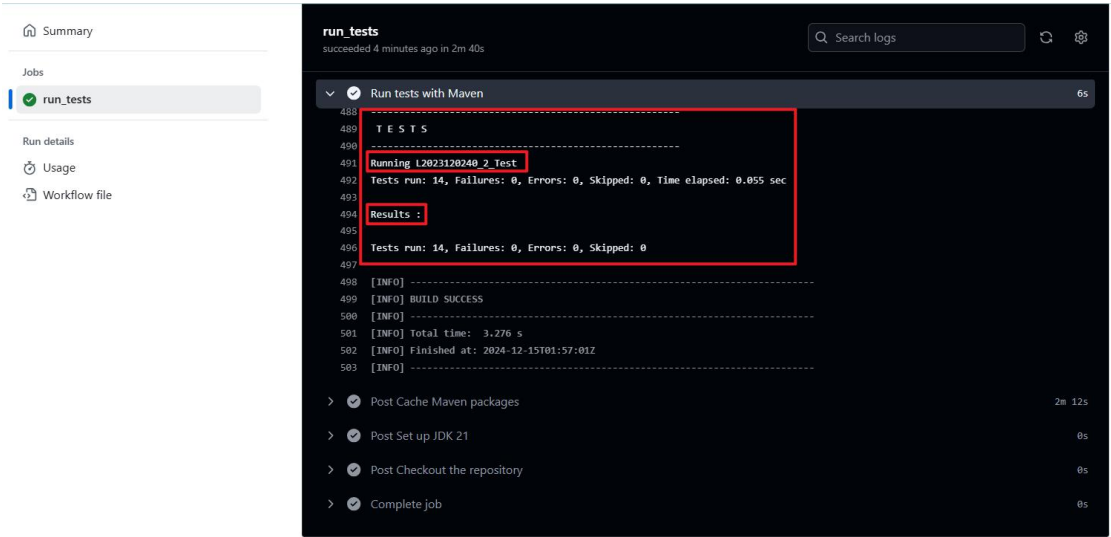 Summary
Jobs
run_tests
Run details
Usage
Workflow file
run_tests
succeeded 4 minutes ago in 2m 40s
Search logs
Run tests with Maven 6s
488 -------------------------------------------------------
489 T E S T S
490 -------------------------------------------------------
491 Running L2023120240_2_Test
492 Tests run: 14, Failures: 0, Errors: 0, Skipped: 0, Time elapsed: 0.055 sec
493
494 Results :
495
496 Tests run: 14, Failures: 0, Errors: 0, Skipped: 0
497
498 [INFO] ------------------------------------------------------------------------
499 [INFO] BUILD SUCCESS
500 [INFO] ------------------------------------------------------------------------
501 [INFO] Total time: 3.276 s
502 [INFO] Finished at: 2024-12-15T01:57:01Z
503 [INFO] ------------------------------------------------------------------------
Post Cache Maven packages 2m 12s
Post Set up JDK 21 0s
Post Checkout the repository 0s
Complete job 0s